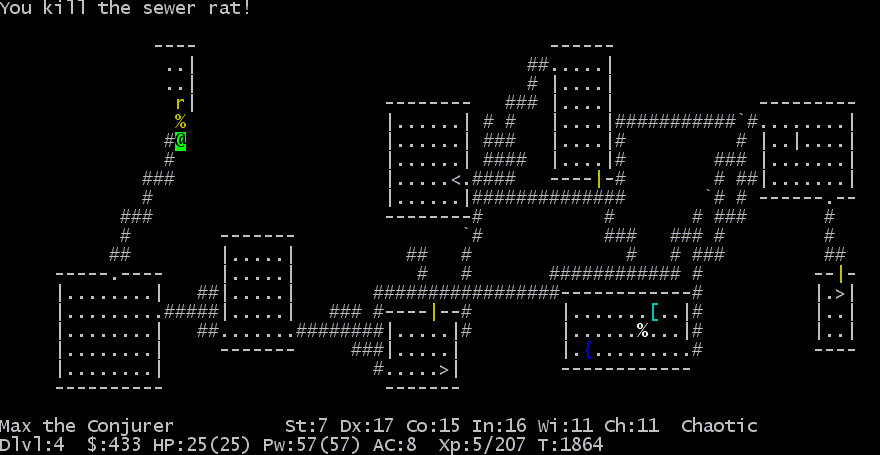 You kill the sewer rat!
Max the Conjurer St:7 Dx:17 Co:15 In:16 Wi:11 Ch:11 Chaotic
Dlvl:4 $:433 HP:25(25) Pw:57(57) AC:8 Xp:5/207 T:1864